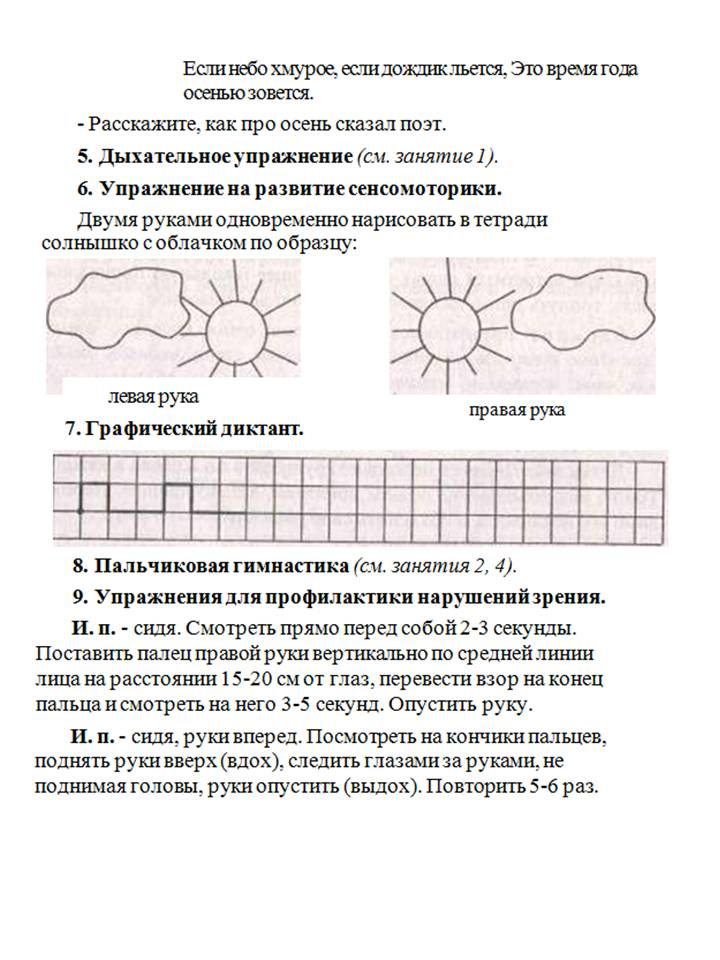 Если небо хмурое, если дождик льется, Это время года
осенью зовется.
- Расскажите, как про осень сказал поэт.
5. Дыхательное упражнение (см. занятие 1).
6. Упражнение на развитие сенсомоторики.
Двумя руками одновременно нарисовать в тетради
солнышко с облачком по образцу:
левая рука
правая рука
7. Графический диктант.
8. Пальчиковая гимнастика (см. занятия 2, 4).
9. Упражнения для профилактики нарушений зрения.
И. п. - сидя. Смотреть прямо перед собой 2-3 секунды.
Поставить палец правой руки вертикально по средней линии
лица на расстоянии 15-20 см от глаз, перевести взор на конец
пальца и смотреть на него 3-5 секунд. Опустить руку.
И. п. - сидя, руки вперед. Посмотреть на кончики пальцев,
поднять руки вверх (вдох), следить глазами за руками, не
поднимая головы, руки опустить (выдох). Повторить 5-6 раз.